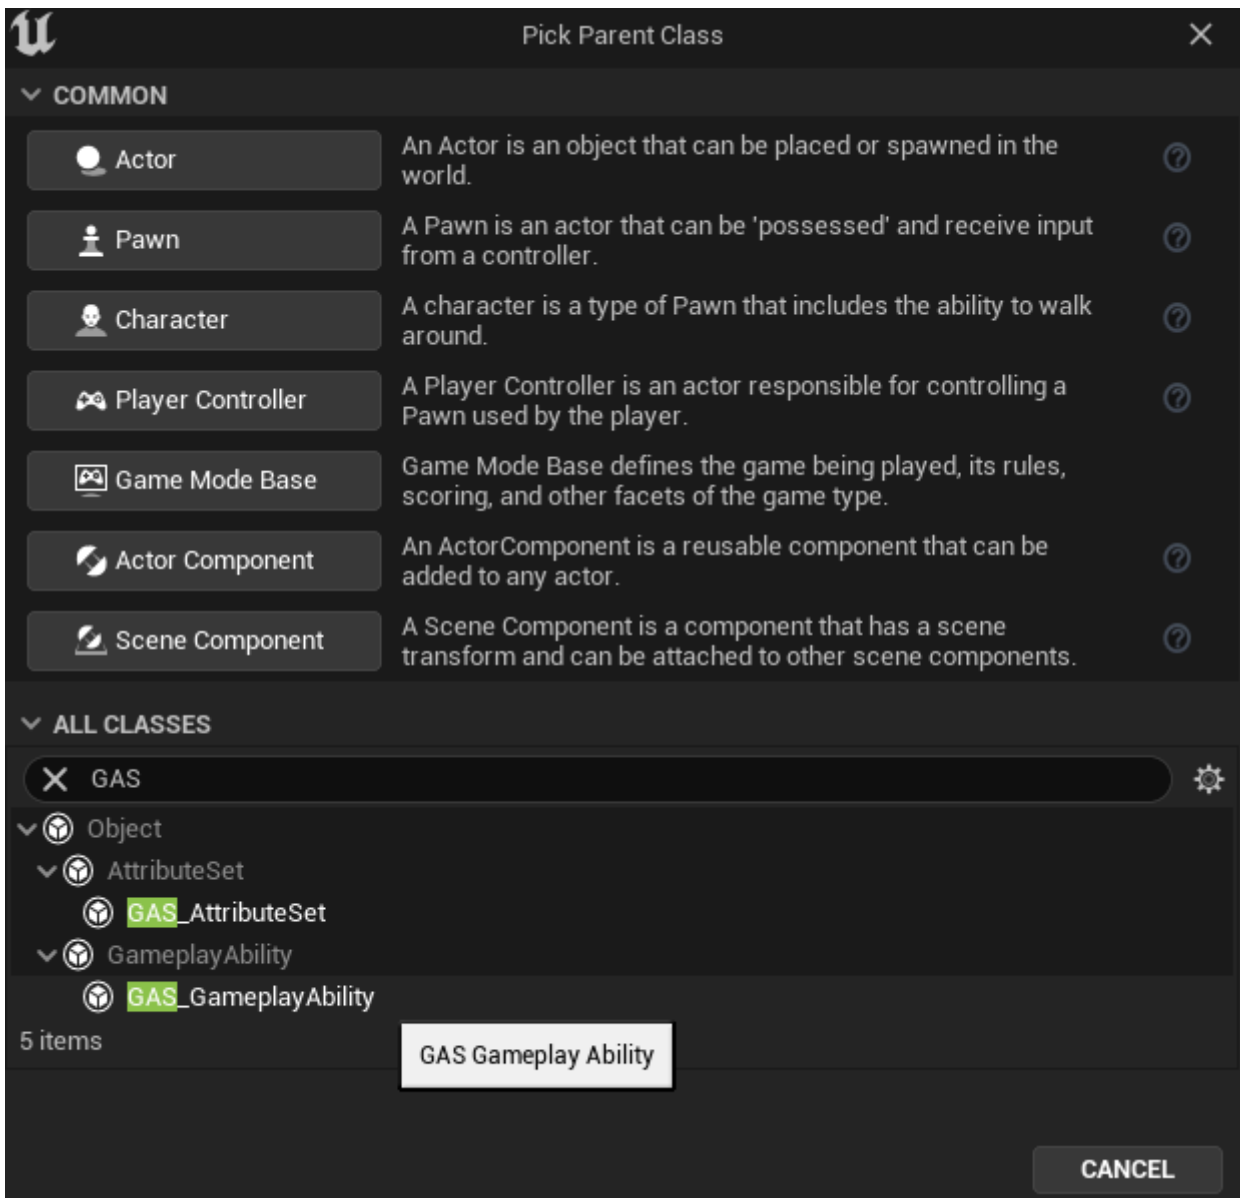 Pick Parent Class
COMMON
Actor
An Actor is an object that can be placed or spawned in the
world.
Pawn
A Pawn is an actor that can be 'possessed' and receive input
from a controller.
Character
A character is a type of Pawn that includes the ability to walk
around.
Player Controller
A Player Controller is an actor responsible for controlling a
Pawn used by the player.
Game Mode Base
Game Mode Base defines the game being played, its rules,
scoring, and other facets of the game type.
Actor Component
An ActorComponent is a reusable component that can be
added to any actor.
Scene Component
A Scene Component is a component that has a scene
transform and can be attached to other scene components.
ALL CLASSES
GAS
Object
AttributeSet
GAS_AttributeSet
GameplayAbility
GAS_GameplayAbility
5 items
GAS Gameplay Ability
CANCEL